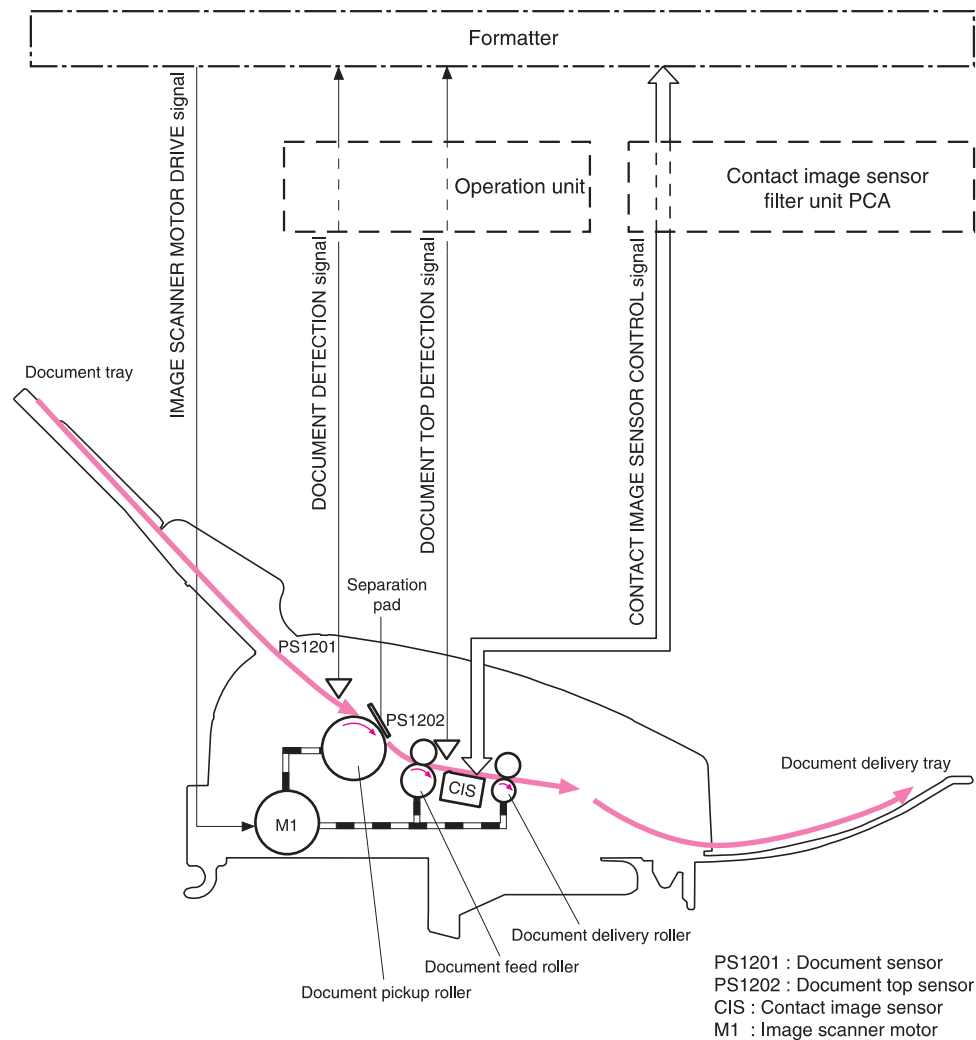 Formatter
Operation unit
Contact image sensor
filter unit PCA
IMAGE SCANNER MOTOR DRIVE signal
DOCUMENT DETECTION signal
DOCUMENT TOP DETECTION signal
CONTACT IMAGE SENSOR CONTROL signal
Document tray
Separation
pad
PS1201
PS1202
CIS
M1
Document delivery tray
Document delivery roller
Document feed roller
Document pickup roller
PS1201 : Document sensor
PS1202 : Document top sensor
CIS : Contact image sensor
M1 : Image scanner motor